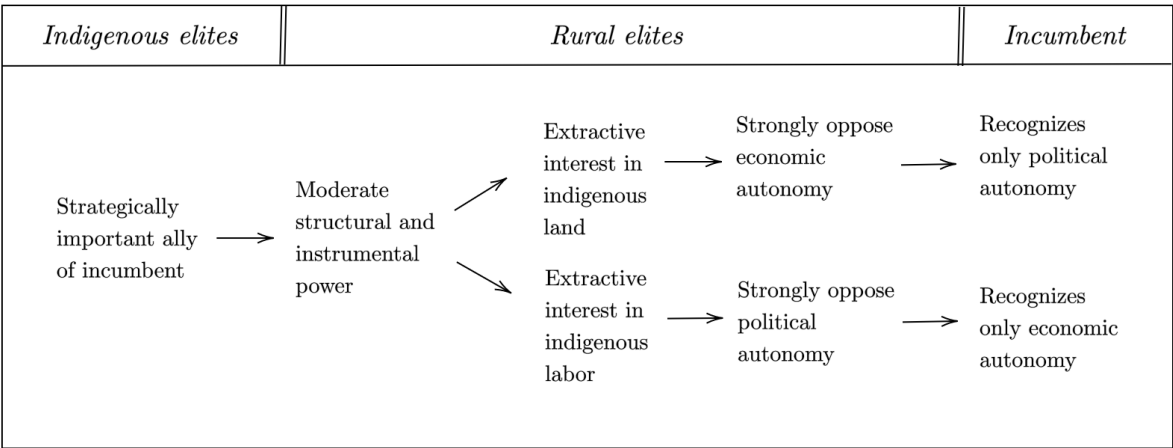 Indigenous elites
Rural elites
Incumbent
Strategically
important ally
of incumbent
Moderate
structural and
instrumental
power
Extractive
interest in
indigenous
land
Strongly oppose
economic
autonomy
Recognizes
only political
autonomy
Extractive
interest in
indigenous
labor
Strongly oppose
political
autonomy
Recognizes
only economic
autonomy